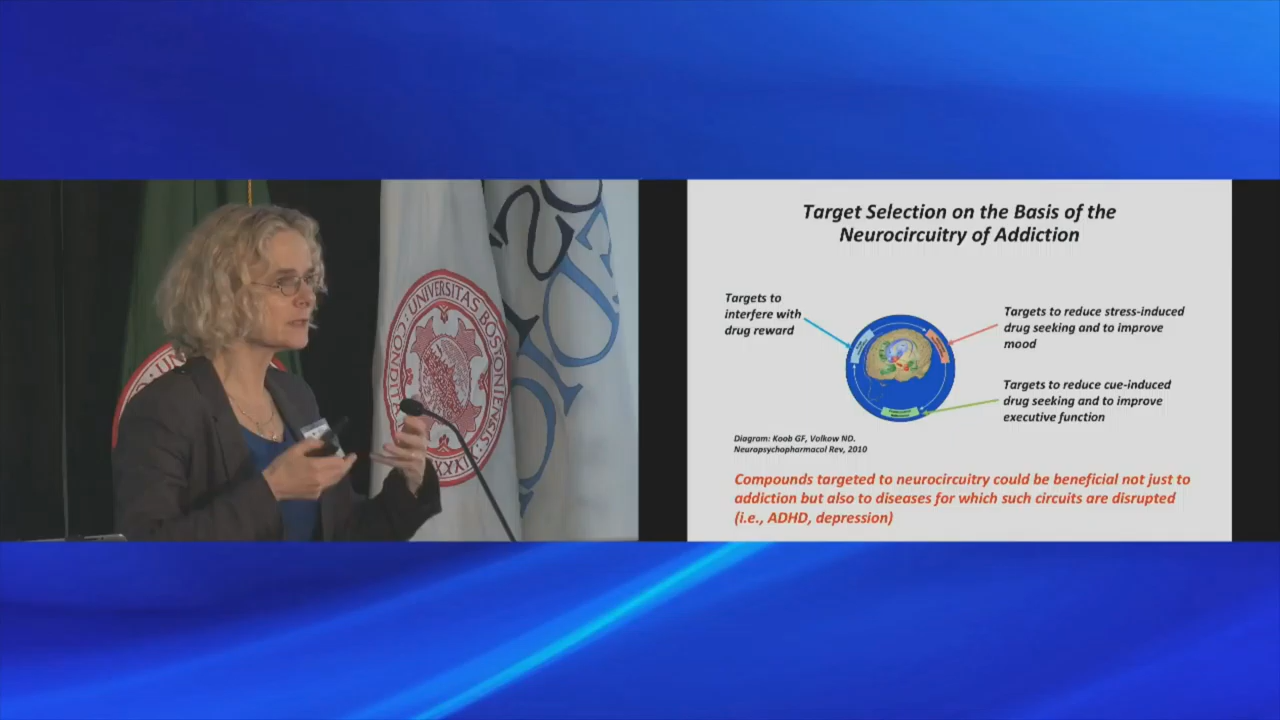 UNIVERSITAS BOSTONIENSIS
CONDITA
Target Selection on the Basis of the
Neurocircuitry of Addiction
Targets to
interfere with
drug reward
Targets to reduce stress-induced
drug seeking and to improve
mood
Targets to reduce cue-induced
drug seeking and to improve
executive function
Diagram: Koob GF, Volkow ND.
Neuropsychopharmacol Rev, 2010
Compounds targeted to neurocircuitry could be beneficial not just to
addiction but also to diseases for which such circuits are disrupted
(i.e., ADHD, depression)